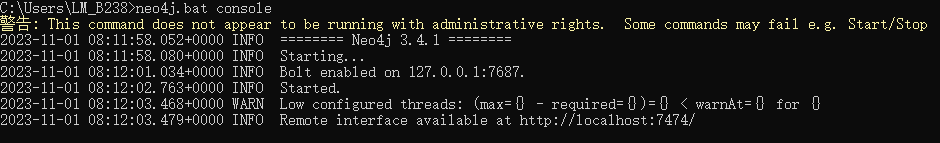 C:\Users\LM_B238>neo4j.bat console
警告: This command does not appear to be running with administrative rights.  Some commands may fail e.g. Start/Stop
2023-11-01 08:11:58.052+0000 INFO  ======== Neo4j 3.4.1 ========
2023-11-01 08:11:58.080+0000 INFO  Starting...
2023-11-01 08:12:01.034+0000 INFO  Bolt enabled on 127.0.0.1:7687.
2023-11-01 08:12:02.763+0000 INFO  Started.
2023-11-01 08:12:03.468+0000 WARN  Low configured threads: (max={} - required={})={} < warnAt={} for {}
2023-11-01 08:12:03.479+0000 INFO  Remote interface available at http://localhost:7474/